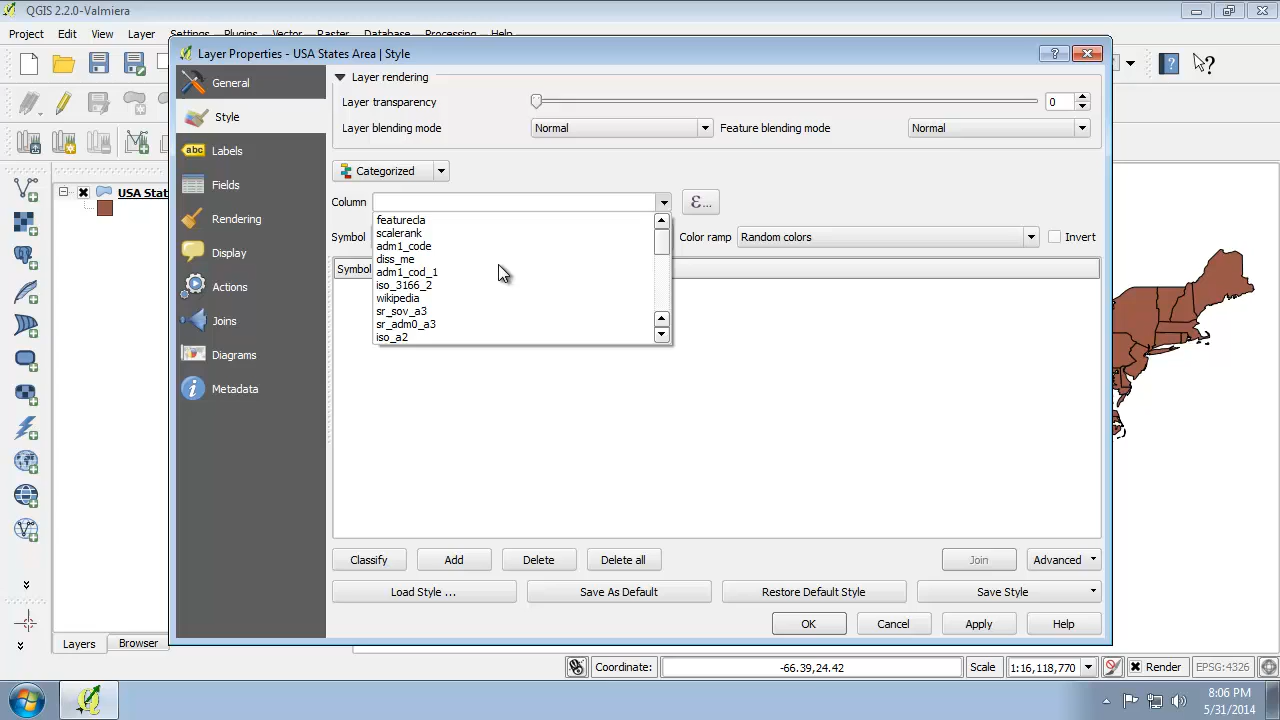 QGIS 2.2.0-Valmiera
Project Edit View Layer Settings Plugins Vector Raster Database Processing Help
Layer Properties - USA States Area | Style
General
Style
Labels
Fields
Rendering
Display
Actions
Joins
Diagrams
Metadata
Layer rendering
Layer transparency
0
Layer blending mode
Normal
Feature blending mode
Normal
Categorized
Column
ε...
featurecla
scalerank
adm1_code
diss_me
adm1_cod_1
iso_3166_2
wikipedia
sr_sov_a3
sr_adm0_a3
iso_a2
Symbol
Color ramp
Random colors
Invert
Symbol
Classify
Add
Delete
Delete all
Join
Advanced
Load Style ...
Save As Default
Restore Default Style
Save Style
OK
Cancel
Apply
Help
abc
USA Stat
Layers
Browser
Coordinate:
-66.39,24.42
Scale
1:16,118,770
Render
EPSG:4326
8:06 PM
5/31/2014